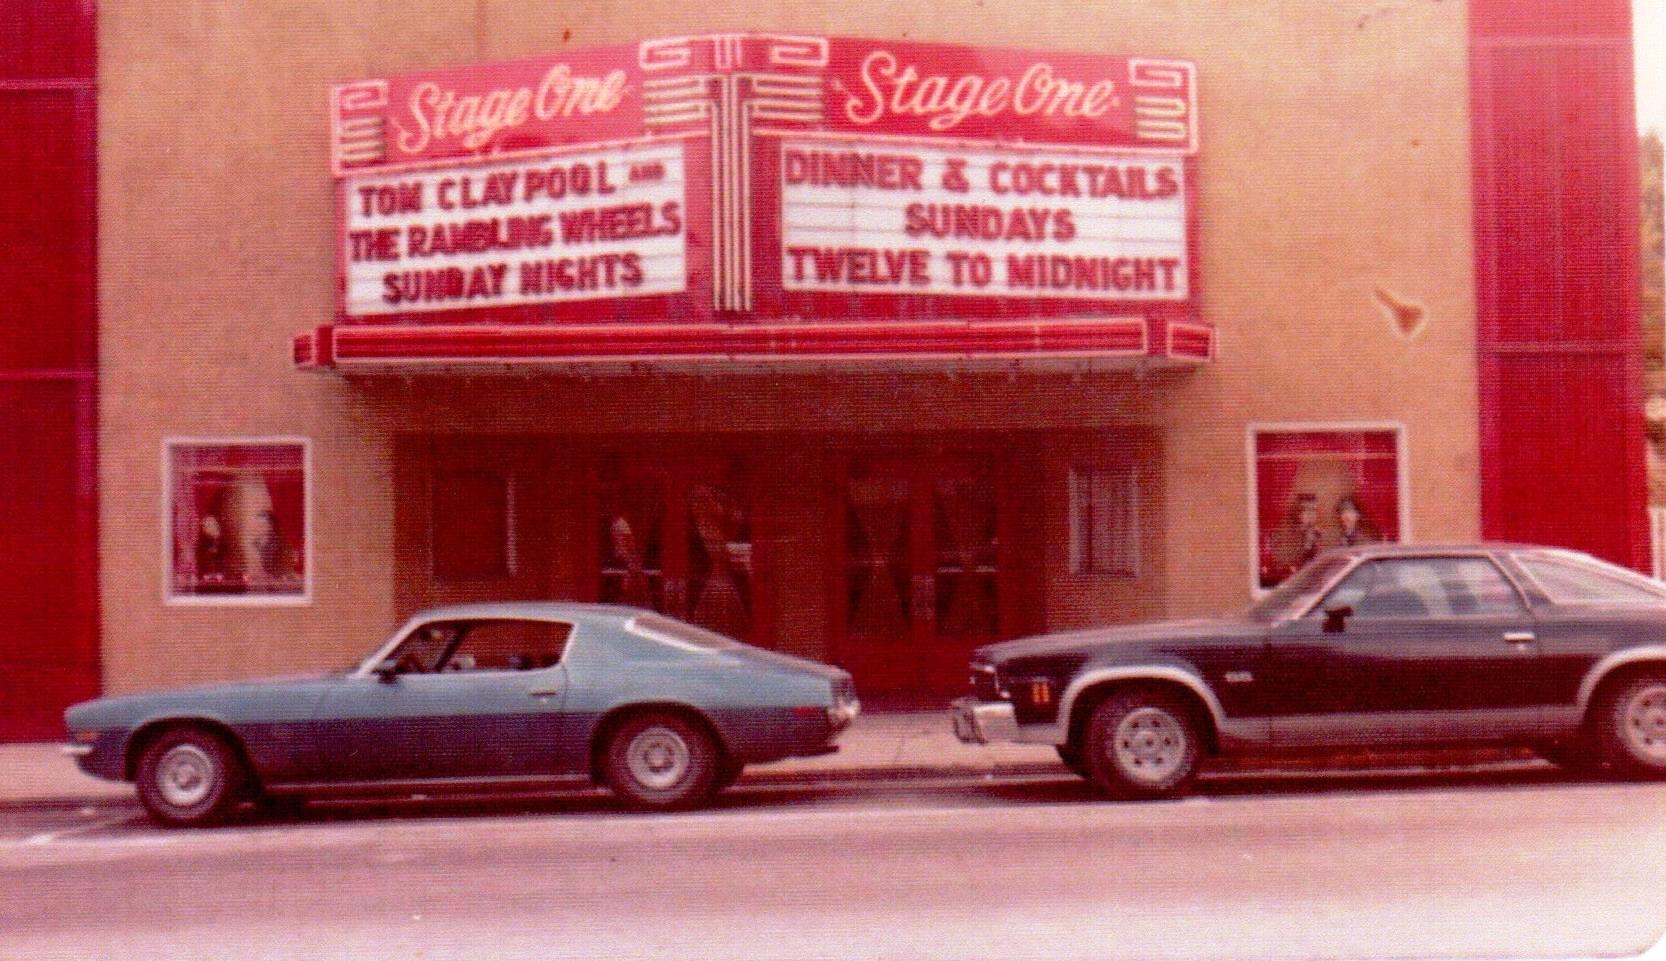 Stage One
TOM CLAYPOOL AND
THE RAMBLING WHEELS
SUNDAY NIGHTS
Stage One
DINNER & COCKTAILS
SUNDAYS
TWELVE TO MIDNIGHT